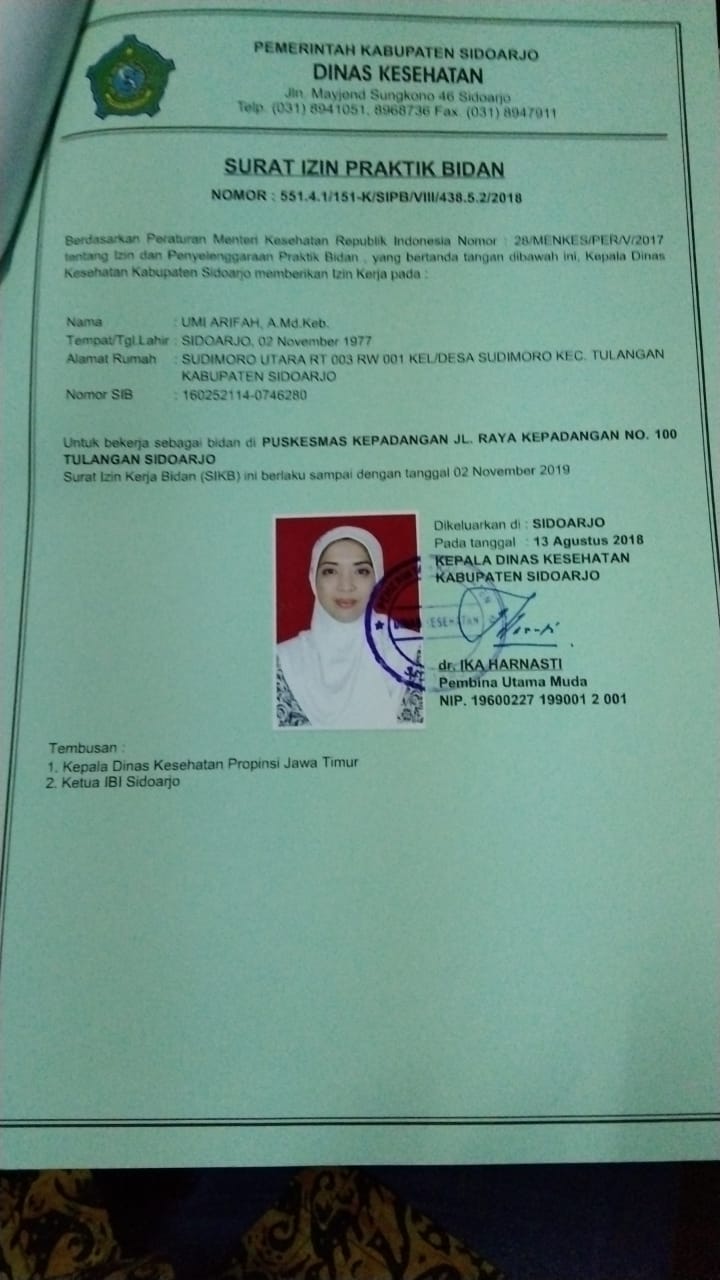 PEMERINTAH KABUPATEN SIDOARJO
DINAS KESEHATAN
Jln. Mayjend Sungkono 46 Sidoarjo
Telp. (031) 8941051, 8968736 Fax. (031) 8947911
SURAT IZIN PRAKTIK BIDAN
NOMOR : 551.4.1/151-K/SIPB/VIII/438.5.2/2018
Berdasarkan Peraturan Menteri Kesehatan Republik Indonesia Nomor : 28/MENKES/PER/V/2017
tentang Izin dan Penyelenggaraan Praktik Bidan , yang bertanda tangan dibawah ini, Kepala Dinas
Kesehatan Kabupaten Sidoarjo memberikan Izin Kerja pada :
Nama : UMI ARIFAH, A.Md.Keb.
Tempat/Tgl.Lahir : SIDOARJO, 02 November 1977
Alamat Rumah : SUDIMORO UTARA RT 003 RW 001 KEL/DESA SUDIMORO KEC. TULANGAN
KABUPATEN SIDOARJO
Nomor SIB : 160252114-0746280
Untuk bekerja sebagai bidan di PUSKESMAS KEPADANGAN JL. RAYA KEPADANGAN NO. 100
TULANGAN SIDOARJO
Surat Izin Kerja Bidan (SIKB) ini berlaku sampai dengan tanggal 02 November 2019
Dikeluarkan di : SIDOARJO
Pada tanggal : 13 Agustus 2018
KEPALA DINAS KESEHATAN
KABUPATEN SIDOARJO
DINAS KESEHATAN
dr. IKA HARNASTI
Pembina Utama Muda
NIP. 19600227 199001 2 001
Tembusan :
1. Kepala Dinas Kesehatan Propinsi Jawa Timur
2. Ketua IBI Sidoarjo